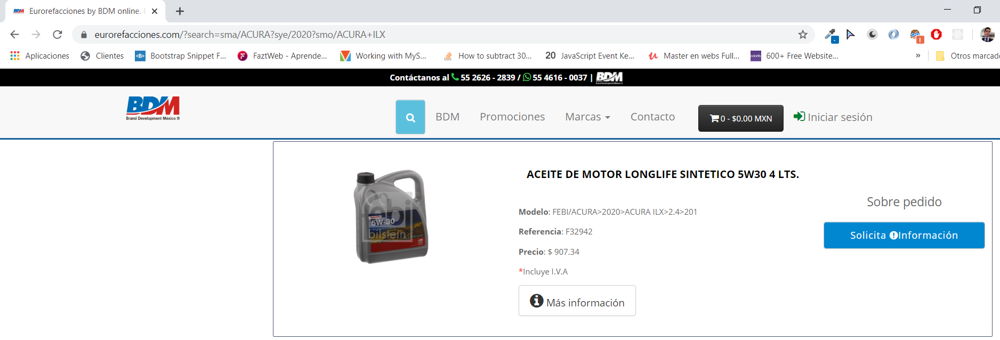 Eurorefacciones by BDM online.
eurorefacciones.com/?search=sma/ACURA?sye/2020?smo/ACURA+ILX
Aplicaciones Clientes <B> Bootstrap Snippet F... FaztWeb - Aprende... Working with MyS... How to subtract 30... 20 JavaScript Event Ke... Master en webs Full... colorlib 600+ Free Website... » Otros marcado
Contáctanos al 55 2626 - 2839 / 55 4616 - 0037 | BDM
BDM
Brand Development México ®
BDM Promociones Marcas Contacto 0 - $0.00 MXN Iniciar sesión
ACEITE DE MOTOR LONGLIFE SINTETICO 5W30 4 LTS.
febi
5W-30
bilstein
Modelo: FEBI/ACURA>2020>ACURA ILX>2.4>201
Referencia: F32942
Precio: $ 907.34
*Incluye I.V.A
Más información
Sobre pedido
Solicita Información